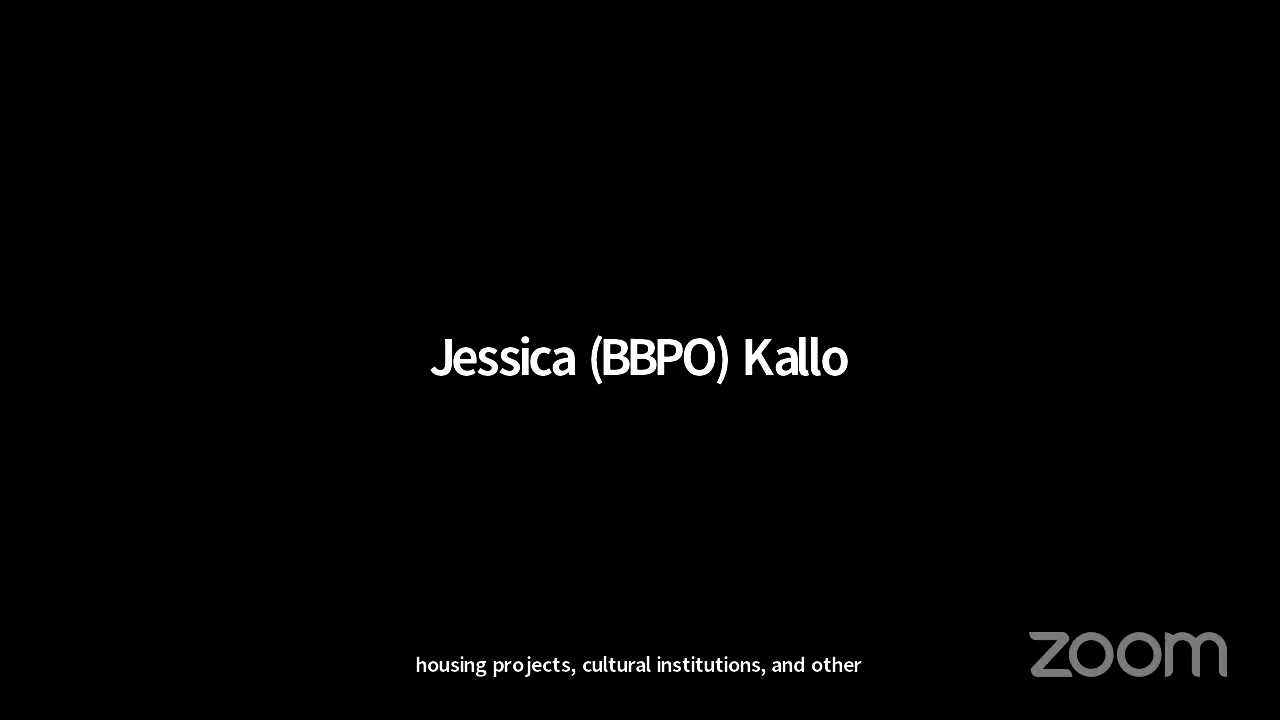 Jessica (BBPO) Kallo
housing projects, cultural institutions, and other
zoom